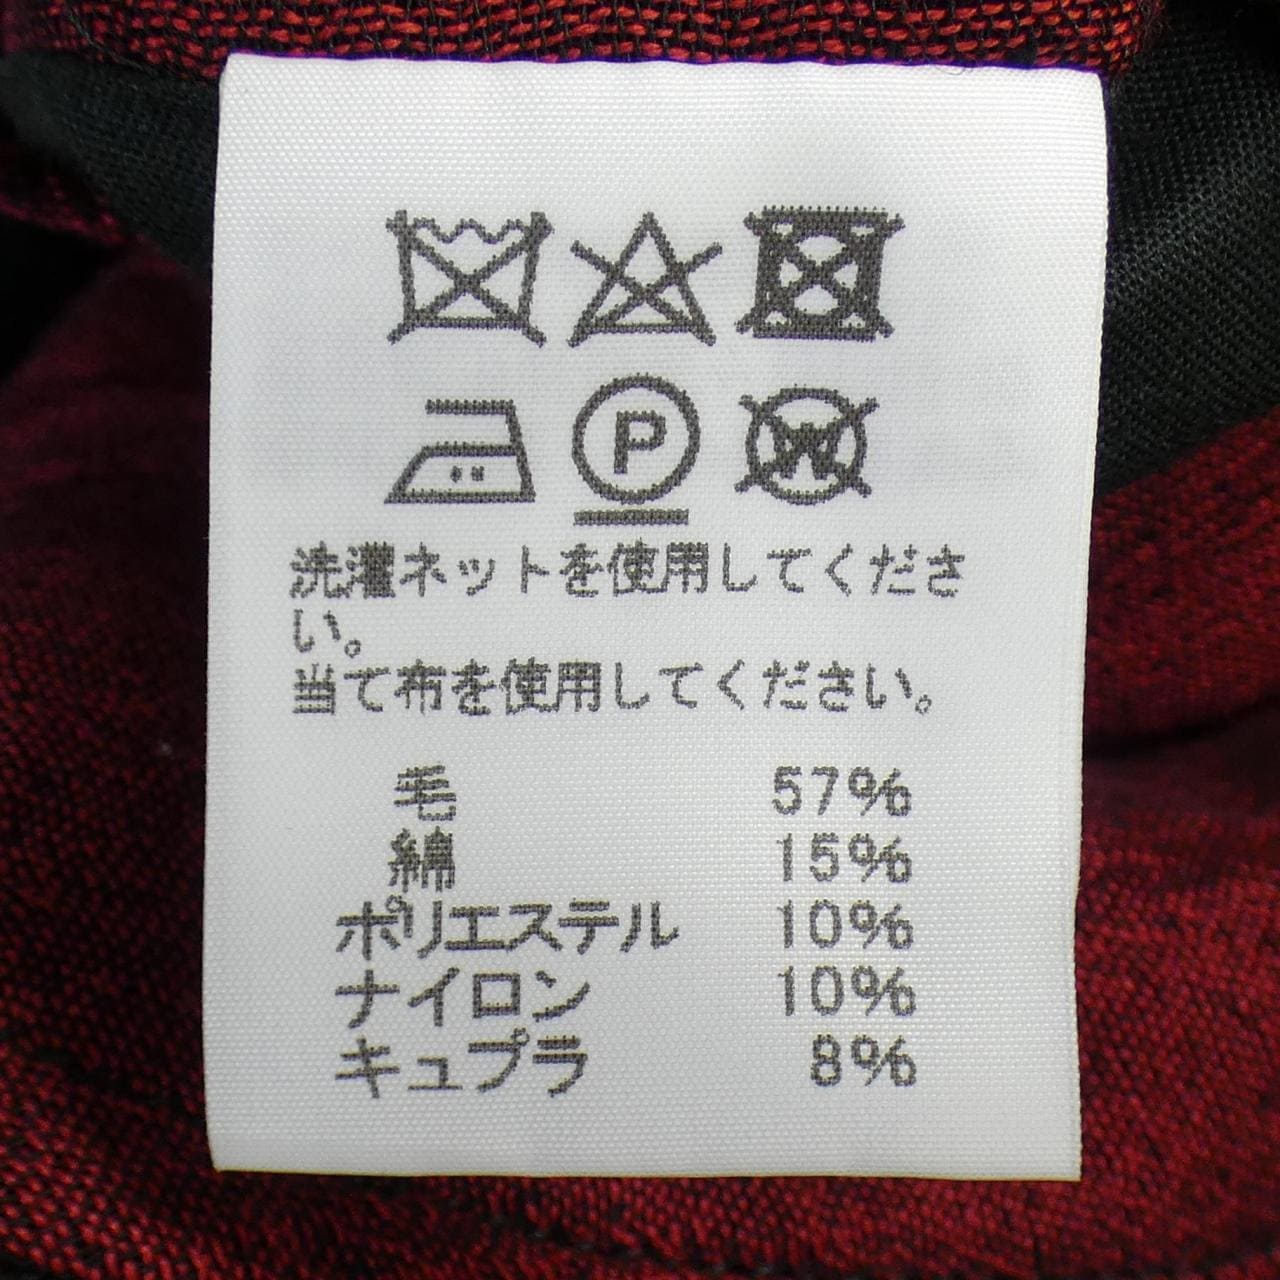 P
W
洗濯ネットを使用してくださ
い。
当て布を使用してください。
毛 57%
綿 15%
ポリエステル 10%
ナイロン 10%
キュプラ 8%